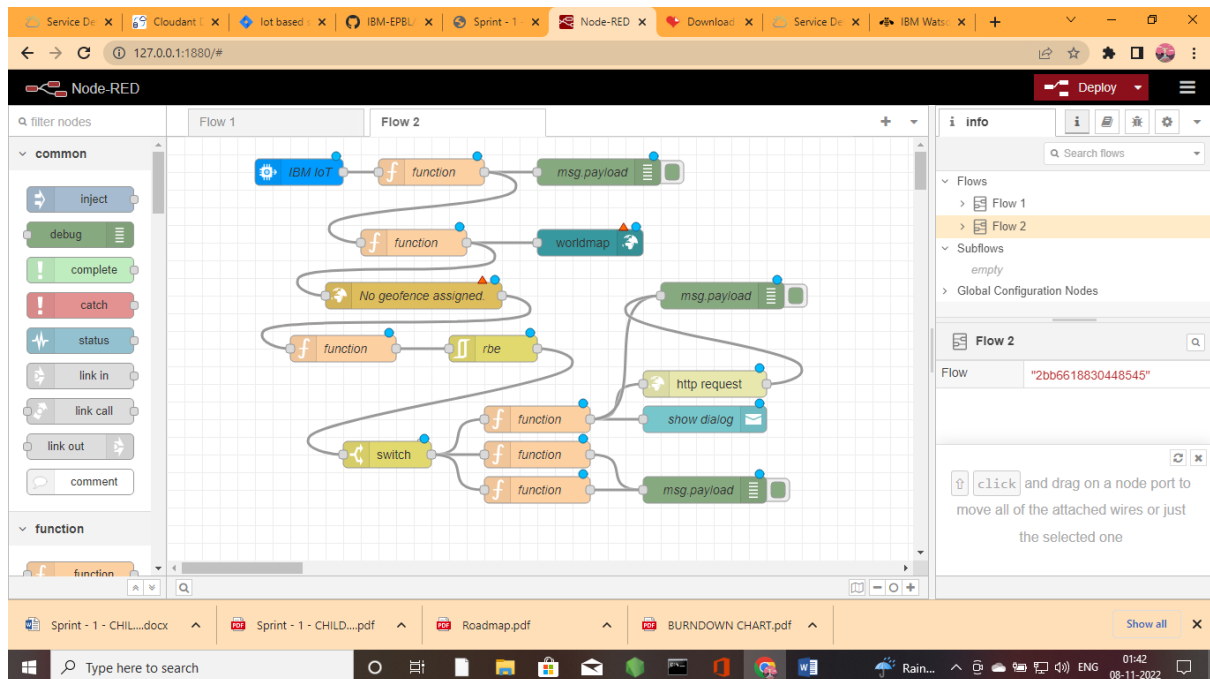 Service De
Cloudant
Iot based s
IBM-EPBL/
Sprint - 1 -
Node-RED
Download
Service De
IBM Wats
127.0.0.1:1880/#
Node-RED
Deploy
filter nodes
Flow 1
Flow 2
i info
i
Search flows
common
inject
debug
complete
catch
status
link in
link call
link out
comment
function
function
IBM IoT
function
msg.payload
function
worldmap
No geofence assigned.
msg.payload
function
rbe
http request
function
show dialog
switch
function
function
msg.payload
Flows
Flow 1
Flow 2
Subflows
empty
Global Configuration Nodes
Flow 2
Flow "2bb6618830448545"
click and drag on a node port to
move all of the attached wires or just
the selected one
Sprint - 1 - CHIL....docx
Sprint - 1 - CHILD....pdf
Roadmap.pdf
BURNDOWN CHART.pdf
Show all
Type here to search
Rain...
ENG
01:42
08-11-2022